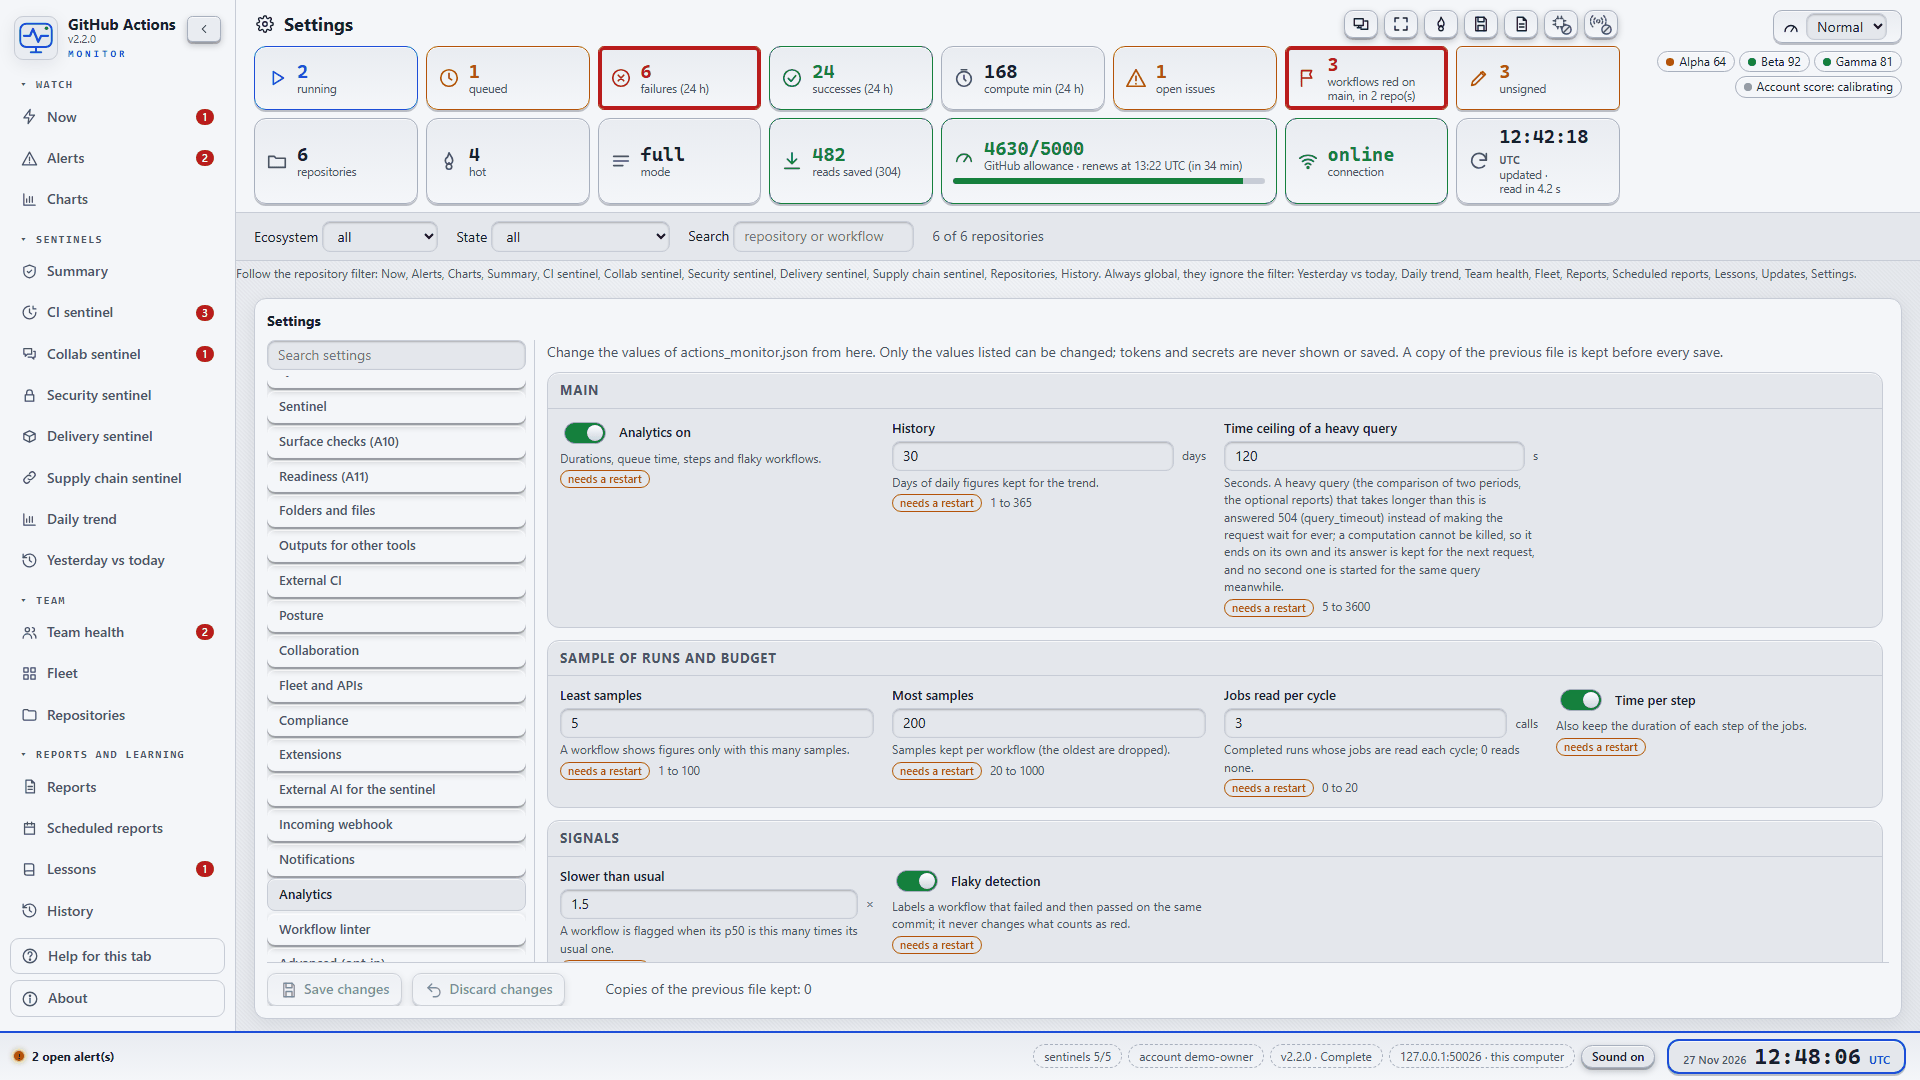 GitHub Actions
v2.2.0
MONITOR
WATCH
Now 1
Alerts 2
Charts
SENTINELS
Summary
CI sentinel 3
Collab sentinel 1
Security sentinel
Delivery sentinel
Supply chain sentinel
Daily trend
Yesterday vs today
TEAM
Team health 2
Fleet
Repositories
REPORTS AND LEARNING
Reports
Scheduled reports
Lessons 1
History
Help for this tab
About
Settings
Normal
Alpha 64
Beta 92
Gamma 81
Account score: calibrating
2
running
1
queued
6
failures (24 h)
24
successes (24 h)
168
compute min (24 h)
1
open issues
3
workflows red on
main, in 2 repo(s)
3
unsigned
6
repositories
4
hot
full
mode
482
reads saved (304)
4630/5000
GitHub allowance · renews at 13:22 UTC (in 34 min)
online
connection
12:42:18
UTC
updated ·
read in 4.2 s
Ecosystem all State all Search repository or workflow 6 of 6 repositories
Follow the repository filter: Now, Alerts, Charts, Summary, CI sentinel, Collab sentinel, Security sentinel, Delivery sentinel, Supply chain sentinel, Repositories, History. Always global, they ignore the filter: Yesterday vs today, Daily trend, Team health, Fleet, Reports, Scheduled reports, Lessons, Updates, Settings.
Settings
Search settings
Sentinel
Surface checks (A10)
Readiness (A11)
Folders and files
Outputs for other tools
External CI
Posture
Collaboration
Fleet and APIs
Compliance
Extensions
External AI for the sentinel
Incoming webhook
Notifications
Analytics
Workflow linter
Change the values of actions_monitor.json from here. Only the values listed can be changed; tokens and secrets are never shown or saved. A copy of the previous file is kept before every save.
MAIN
Analytics on
Durations, queue time, steps and flaky workflows.
needs a restart
History
30 days
Days of daily figures kept for the trend.
needs a restart 1 to 365
Time ceiling of a heavy query
120 s
Seconds. A heavy query (the comparison of two periods,
the optional reports) that takes longer than this is
answered 504 (query_timeout) instead of making the
request wait for ever; a computation cannot be killed, so it
ends on its own and its answer is kept for the next request,
and no second one is started for the same query
meanwhile.
needs a restart 5 to 3600
SAMPLE OF RUNS AND BUDGET
Least samples
5
A workflow shows figures only with this many samples.
needs a restart 1 to 100
Most samples
200
Samples kept per workflow (the oldest are dropped).
needs a restart 20 to 1000
Jobs read per cycle
3 calls
Completed runs whose jobs are read each cycle; 0 reads
none.
needs a restart 0 to 20
Time per step
Also keep the duration of each step of the jobs.
needs a restart
SIGNALS
Slower than usual
1.5 ×
A workflow is flagged when its p50 is this many times its
usual one.
Flaky detection
Labels a workflow that failed and then passed on the same
commit; it never changes what counts as red.
needs a restart
Save changes
Discard changes
Copies of the previous file kept: 0
2 open alert(s)
sentinels 5/5
account demo-owner
v2.2.0 · Complete
127.0.0.1:50026 · this computer
Sound on
27 Nov 2026 12:48:06 UTC